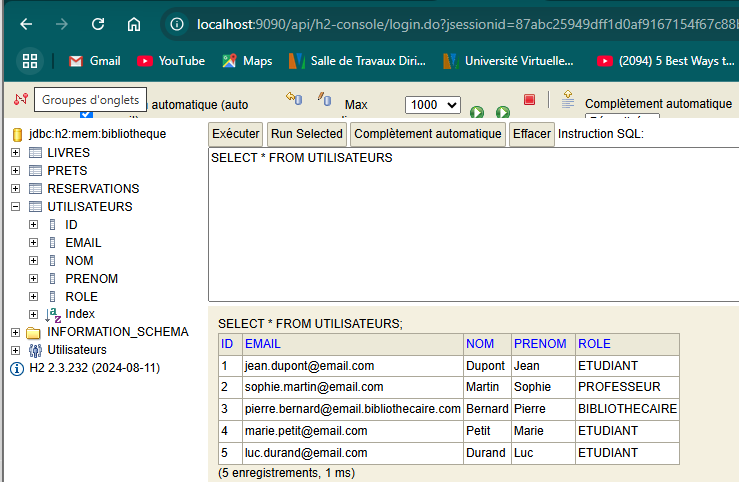 localhost:9090/api/h2-console/login.do?jsessionid=87abc25949dff1d0af9167154f67c88b
Gmail
YouTube
Maps
Salle de Travaux Diri...
Université Virtuelle...
(2094) 5 Best Ways t...
Groupes d'onglets
automatique (auto
Max
1000
Complètement automatique
jdbc:h2:mem:bibliotheque
LIVRES
PRETS
RESERVATIONS
UTILISATEURS
ID
EMAIL
NOM
PRENOM
ROLE
Index
INFORMATION_SCHEMA
Utilisateurs
H2 2.3.232 (2024-08-11)
Exécuter Run Selected Complètement automatique Effacer Instruction SQL:
SELECT * FROM UTILISATEURS
SELECT * FROM UTILISATEURS;
ID EMAIL NOM PRENOM ROLE
1 jean.dupont@email.com Dupont Jean ETUDIANT
2 sophie.martin@email.com Martin Sophie PROFESSEUR
3 pierre.bernard@email.bibliothecaire.com Bernard Pierre BIBLIOTHECAIRE
4 marie.petit@email.com Petit Marie ETUDIANT
5 luc.durand@email.com Durand Luc ETUDIANT
(5 enregistrements, 1 ms)